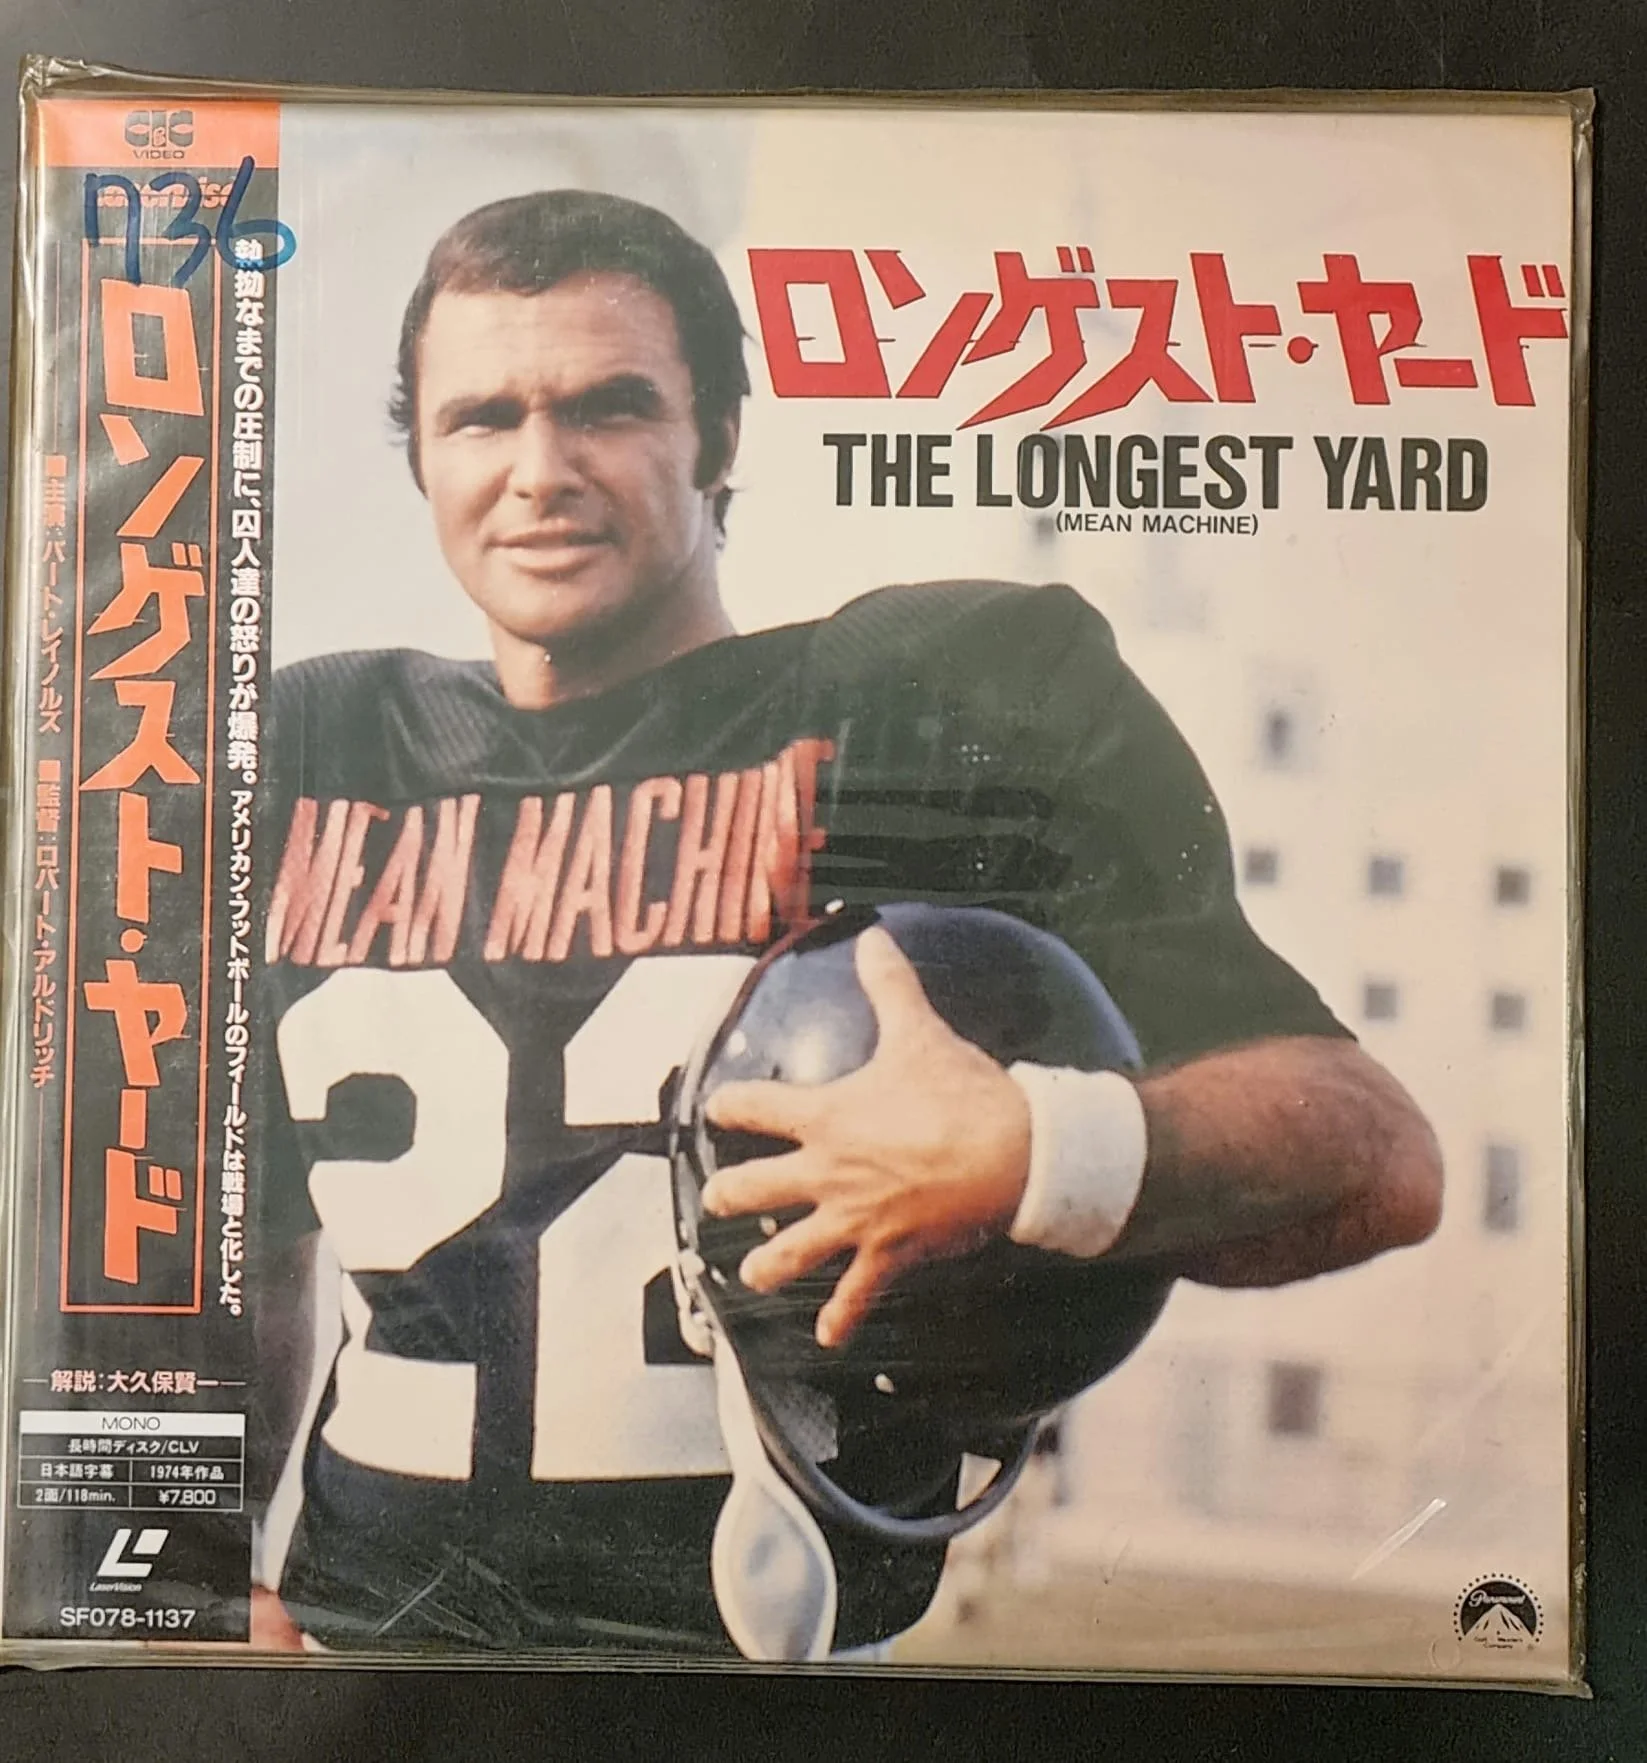 CIC
VIDEO
LaserDisc
736
執拗なまでの圧制に、囚人達の怒りが爆発。アメリカン・フットボールのフィールドは戦場と化した。
ロンゲスト・ヤード
■主演:バート・レイノルズ ■監督:ロバート・アルドリッチ
解説:大久保賢一
MONO
長時間ディスク/CLV
日本語字幕 1974年作品
2面/118min. ¥7,800
LaserVision
SF078-1137
ロンゲスト・ヤード
THE LONGEST YARD
(MEAN MACHINE)
MEAN MACHINE
22
Paramount